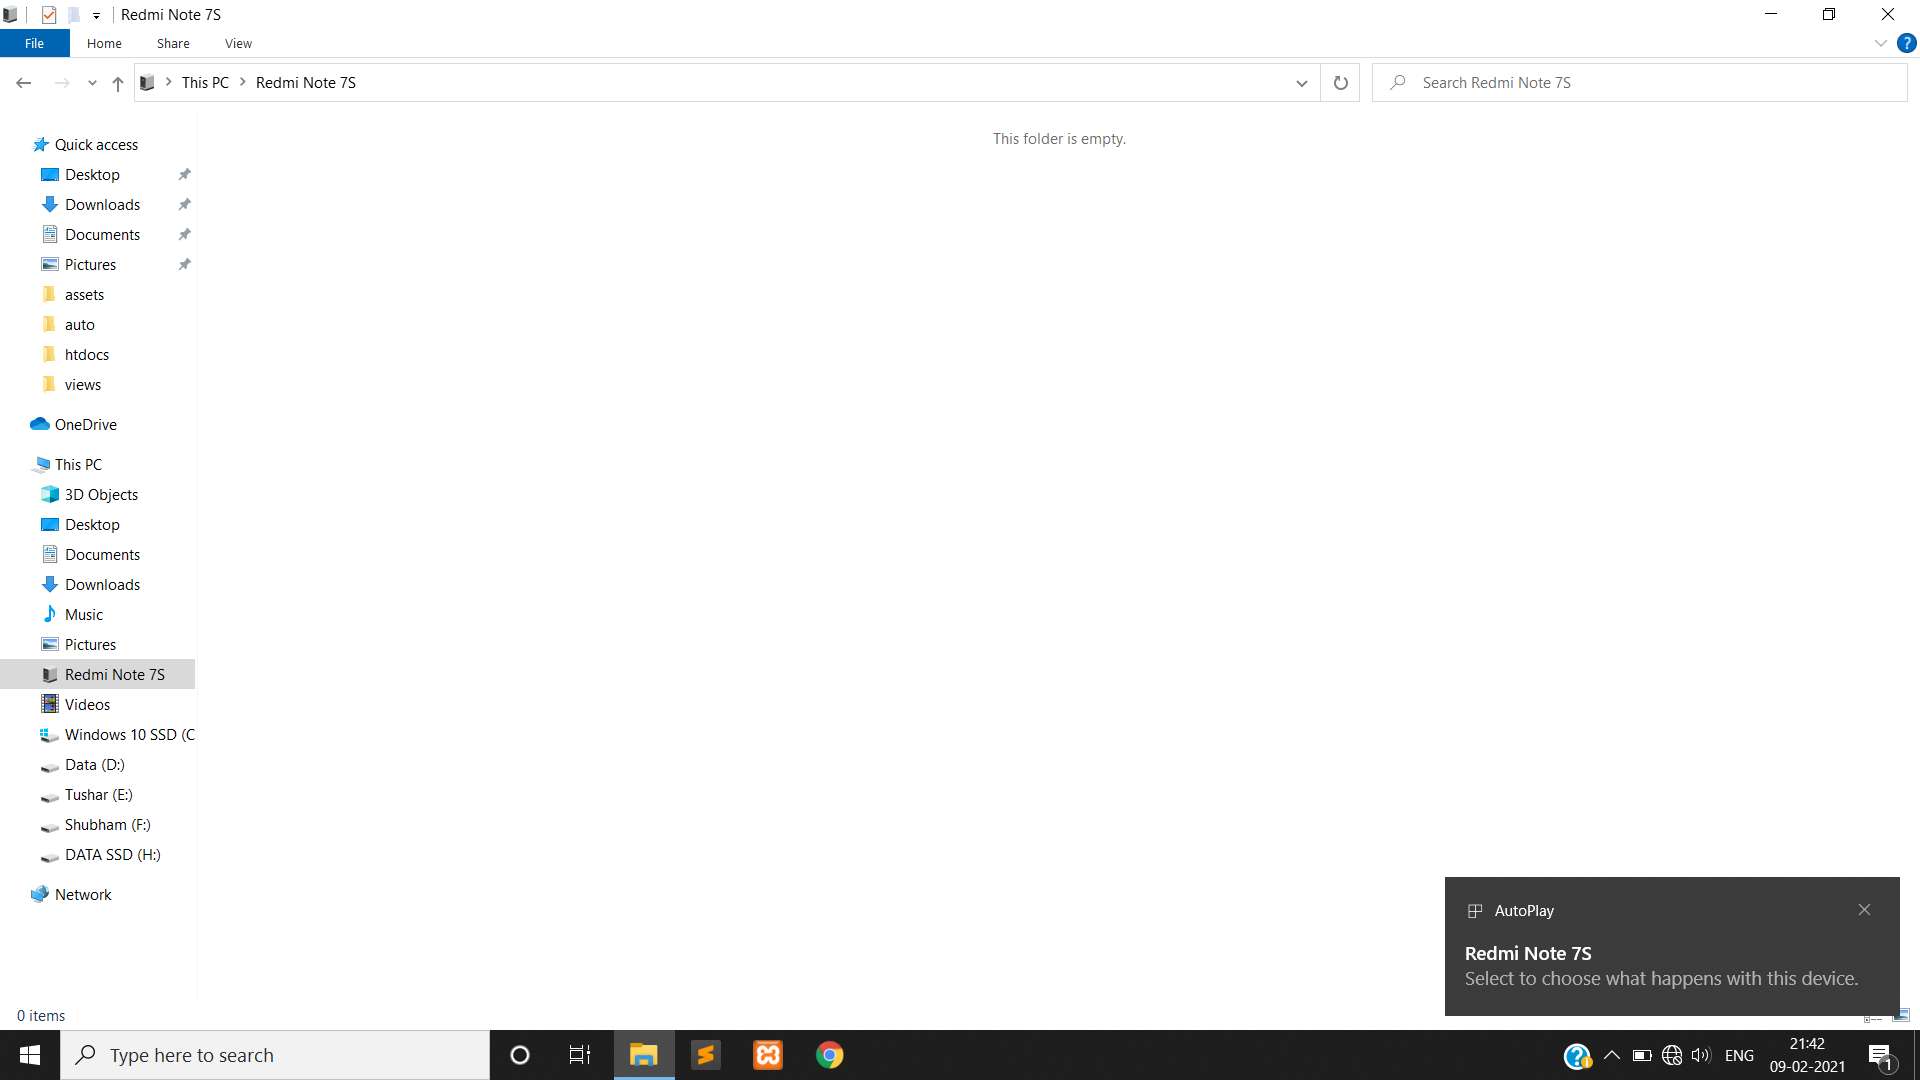 Redmi Note 7S
File Home Share View
This PC Redmi Note 7S
Search Redmi Note 7S
This folder is empty.
Quick access
Desktop
Downloads
Documents
Pictures
assets
auto
htdocs
views
OneDrive
This PC
3D Objects
Desktop
Documents
Downloads
Music
Pictures
Redmi Note 7S
Videos
Windows 10 SSD (C
Data (D:)
Tushar (E:)
Shubham (F:)
DATA SSD (H:)
Network
AutoPlay
Redmi Note 7S
Select to choose what happens with this device.
0 items
Type here to search
ENG
21:42
09-02-2021
1